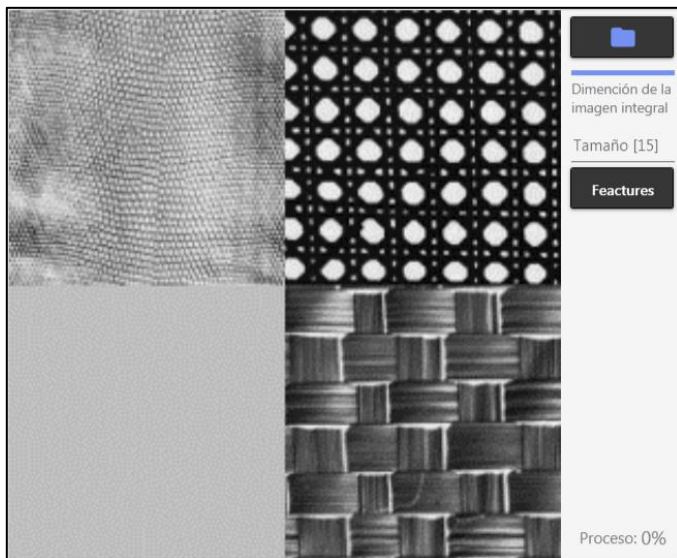 Dimención de la
imagen integral
Tamaño [15]
Feactures
Proceso: 0%